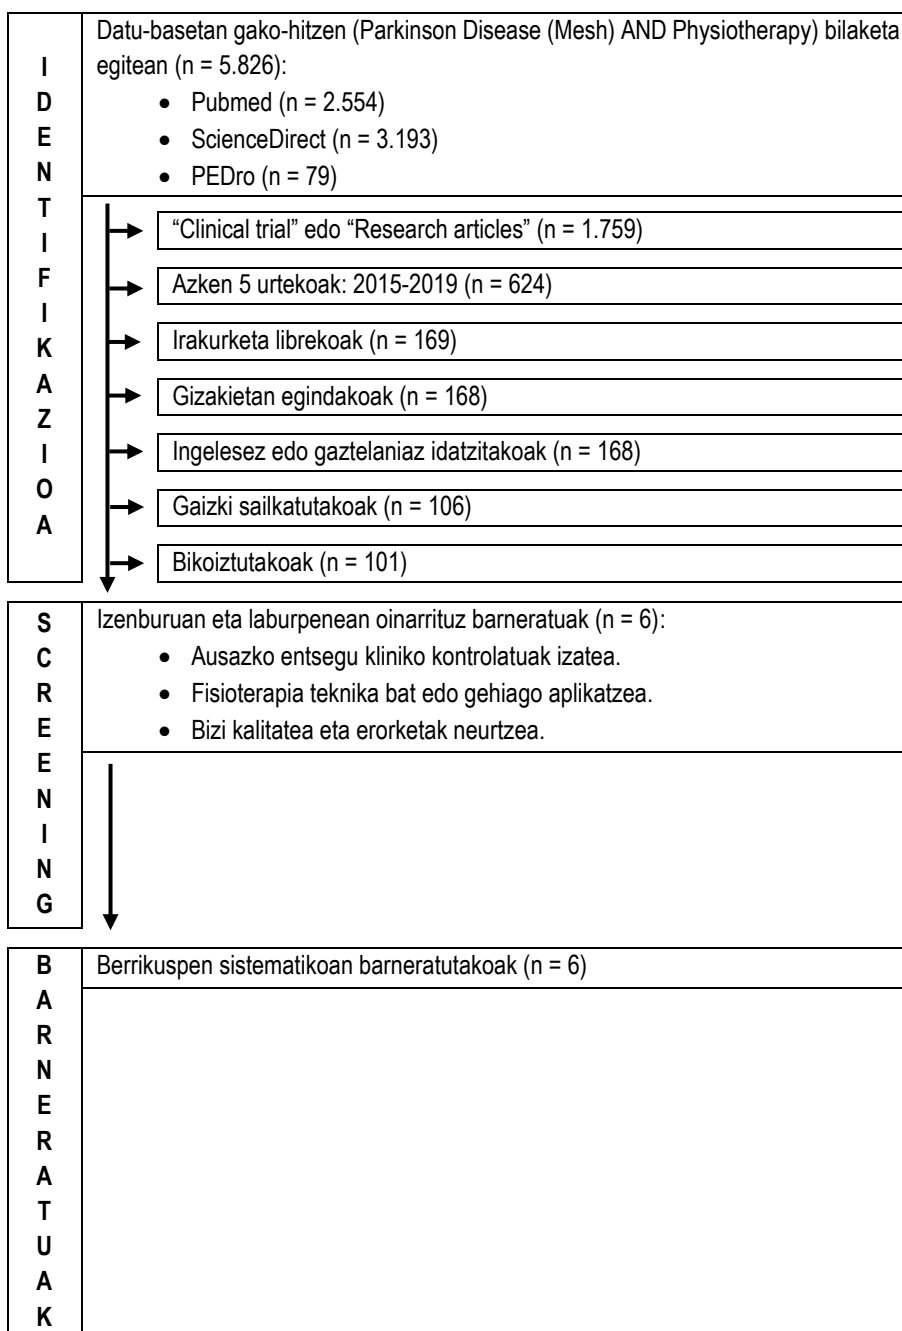 IDENTIFIKAZIOA
Datu-basetan gako-hitzen (Parkinson Disease (Mesh) AND Physiotherapy) bilaketa
egitean (n = 5.826):
• Pubmed (n = 2.554)
• ScienceDirect (n = 3.193)
• PEDro (n = 79)
“Clinical trial” edo “Research articles” (n = 1.759)
Azken 5 urtekoak: 2015-2019 (n = 624)
Irakurketa librekoak (n = 169)
Gizakietan egindakoak (n = 168)
Ingelesez edo gaztelaniaz idatzitakoak (n = 168)
Gaizki sailkatutakoak (n = 106)
Bikoiztutakoak (n = 101)
SCREENING
Izenburuan eta laburpenean oinarrituz barneratuak (n = 6):
• Ausazko entsegu kliniko kontrolatuak izatea.
• Fisioterapia teknika bat edo gehiago aplikatzea.
• Bizi kalitatea eta erorketak neurtzea.
BARNERATUAK
Berrikuspen sistematikoan barneratutakoak (n = 6)